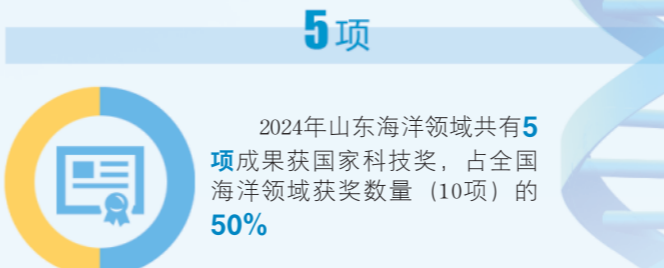 5项
2024年山东海洋领域共有5
项成果获国家科技奖，占全国
海洋领域获奖数量（10项）的
50%